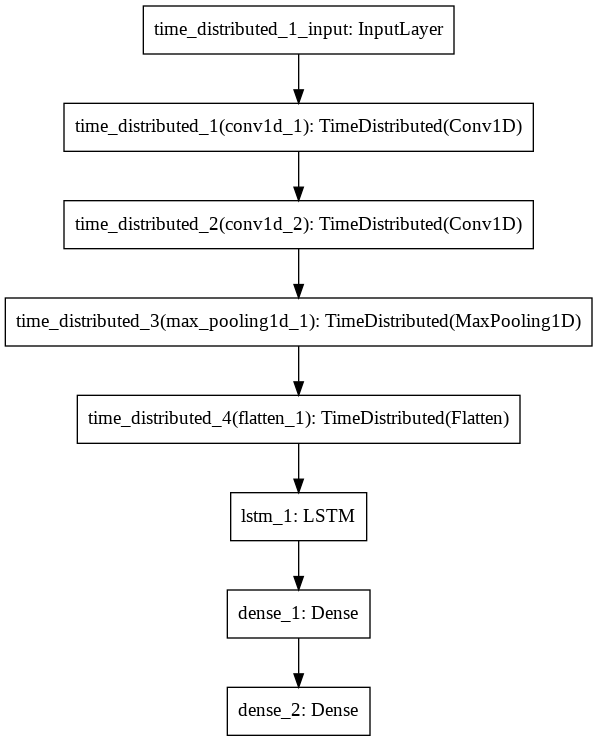 time_distributed_1_input: InputLayer
time_distributed_1(conv1d_1): TimeDistributed(Conv1D)
time_distributed_2(conv1d_2): TimeDistributed(Conv1D)
time_distributed_3(max_pooling1d_1): TimeDistributed(MaxPooling1D)
time_distributed_4(flatten_1): TimeDistributed(Flatten)
lstm_1: LSTM
dense_1: Dense
dense_2: Dense